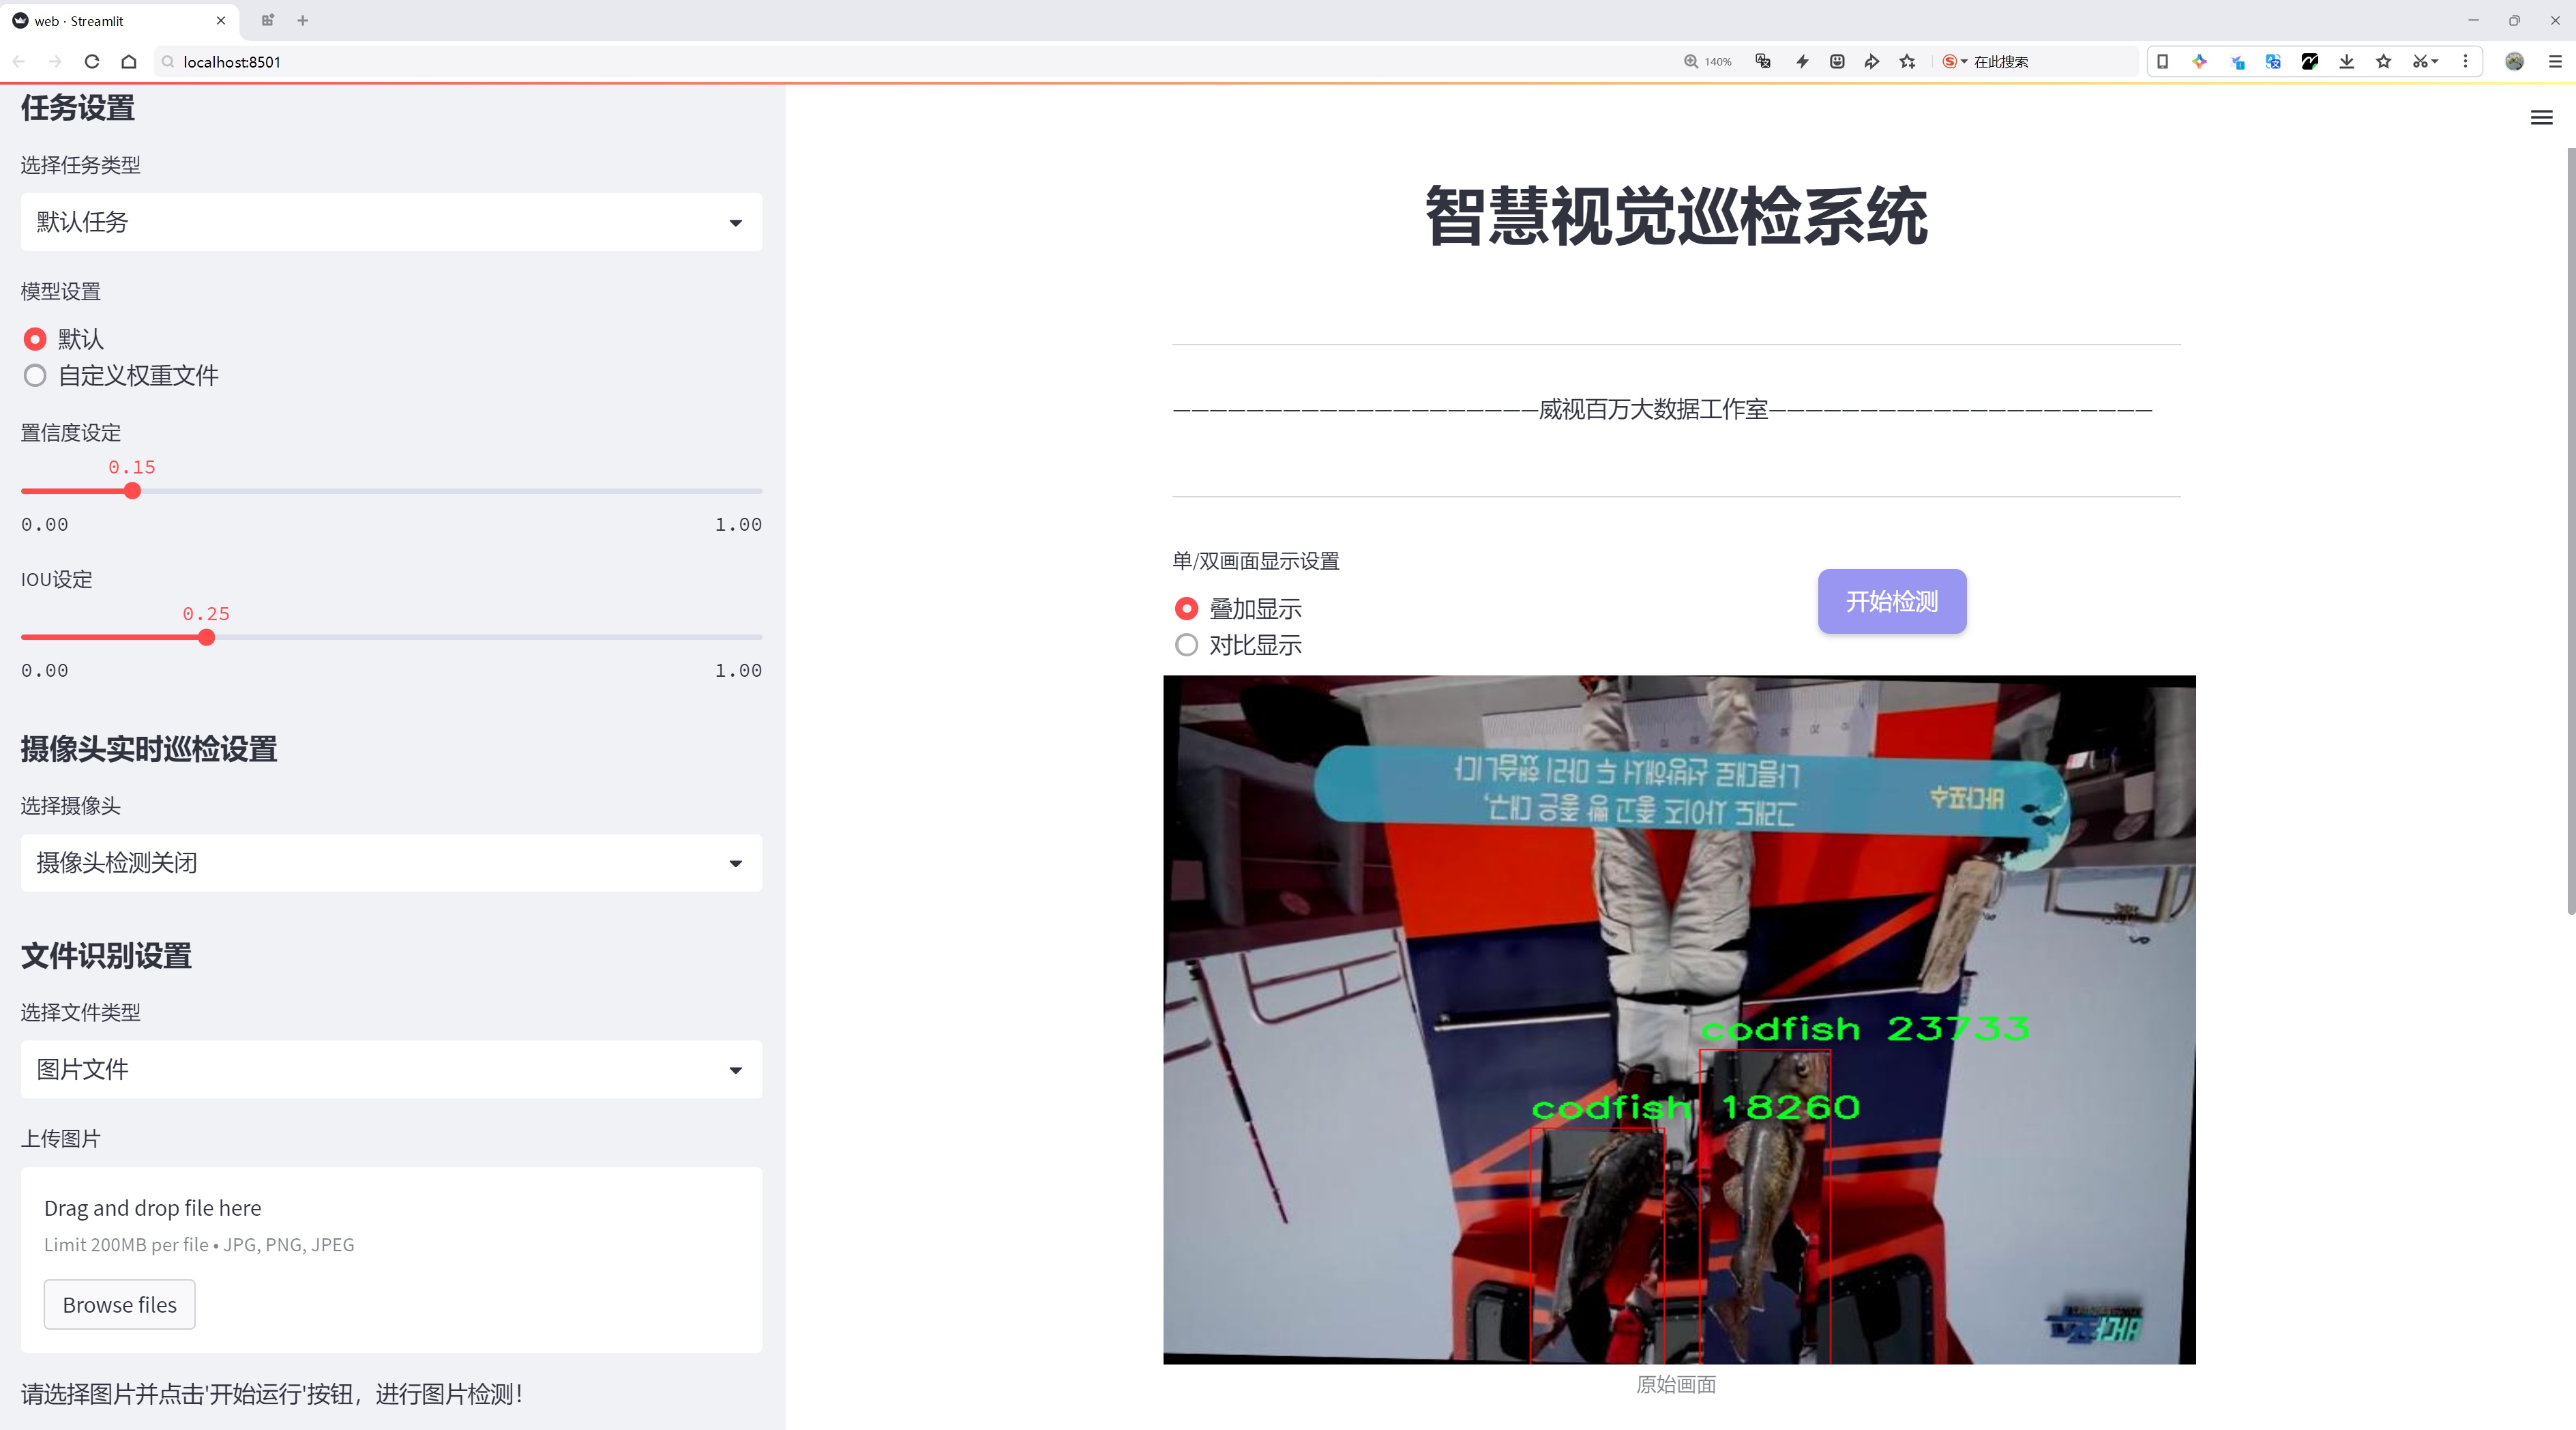 web · Streamlit
localhost:8501
140%
在此搜索
任务设置
选择任务类型
默认任务
模型设置
默认
自定义权重文件
置信度设定
0.15
0.00 1.00
IOU设定
0.25
0.00 1.00
摄像头实时巡检设置
选择摄像头
摄像头检测关闭
文件识别设置
选择文件类型
图片文件
上传图片
Drag and drop file here
Limit 200MB per file • JPG, PNG, JPEG
Browse files
请选择图片并点击'开始运行'按钮，进行图片检测！
智慧视觉巡检系统
————————————————————威视百万大数据工作室—————————————————————
单/双画面显示设置
叠加显示
对比显示
开始检测
codfish 23733
codfish 18260
原始画面